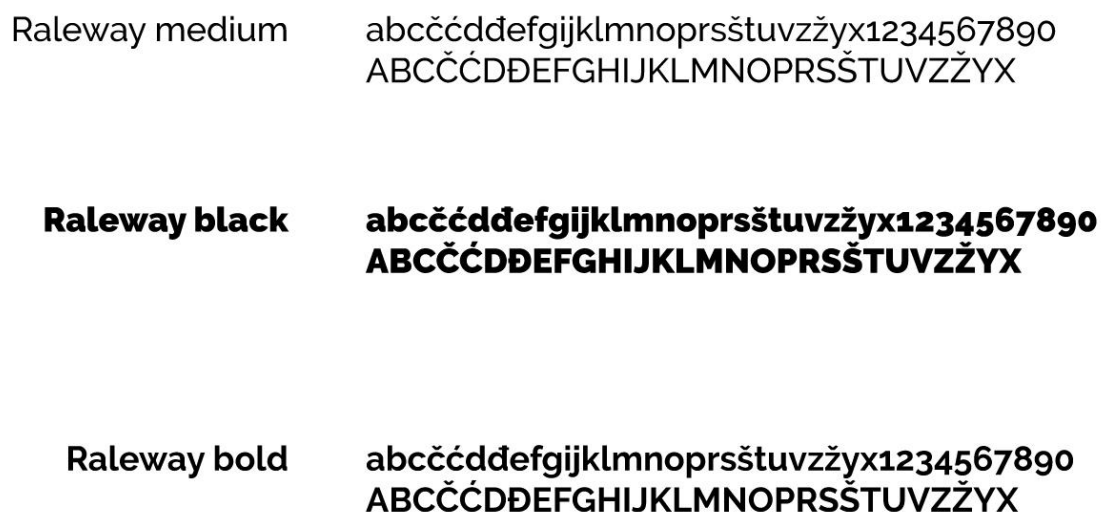 Raleway medium abcčćdđefgijklmnoprsštuvzžyx1234567890
ABCČĆDĐEFGHIJKLMNOPRSŠTUVZŽYX
Raleway black abcčćdđefgijklmnoprsštuvzžyx1234567890
ABCČĆDĐEFGHIJKLMNOPRSŠTUVZŽYX
Raleway bold abcčćdđefgijklmnoprsštuvzžyx1234567890
ABCČĆDĐEFGHIJKLMNOPRSŠTUVZŽYX